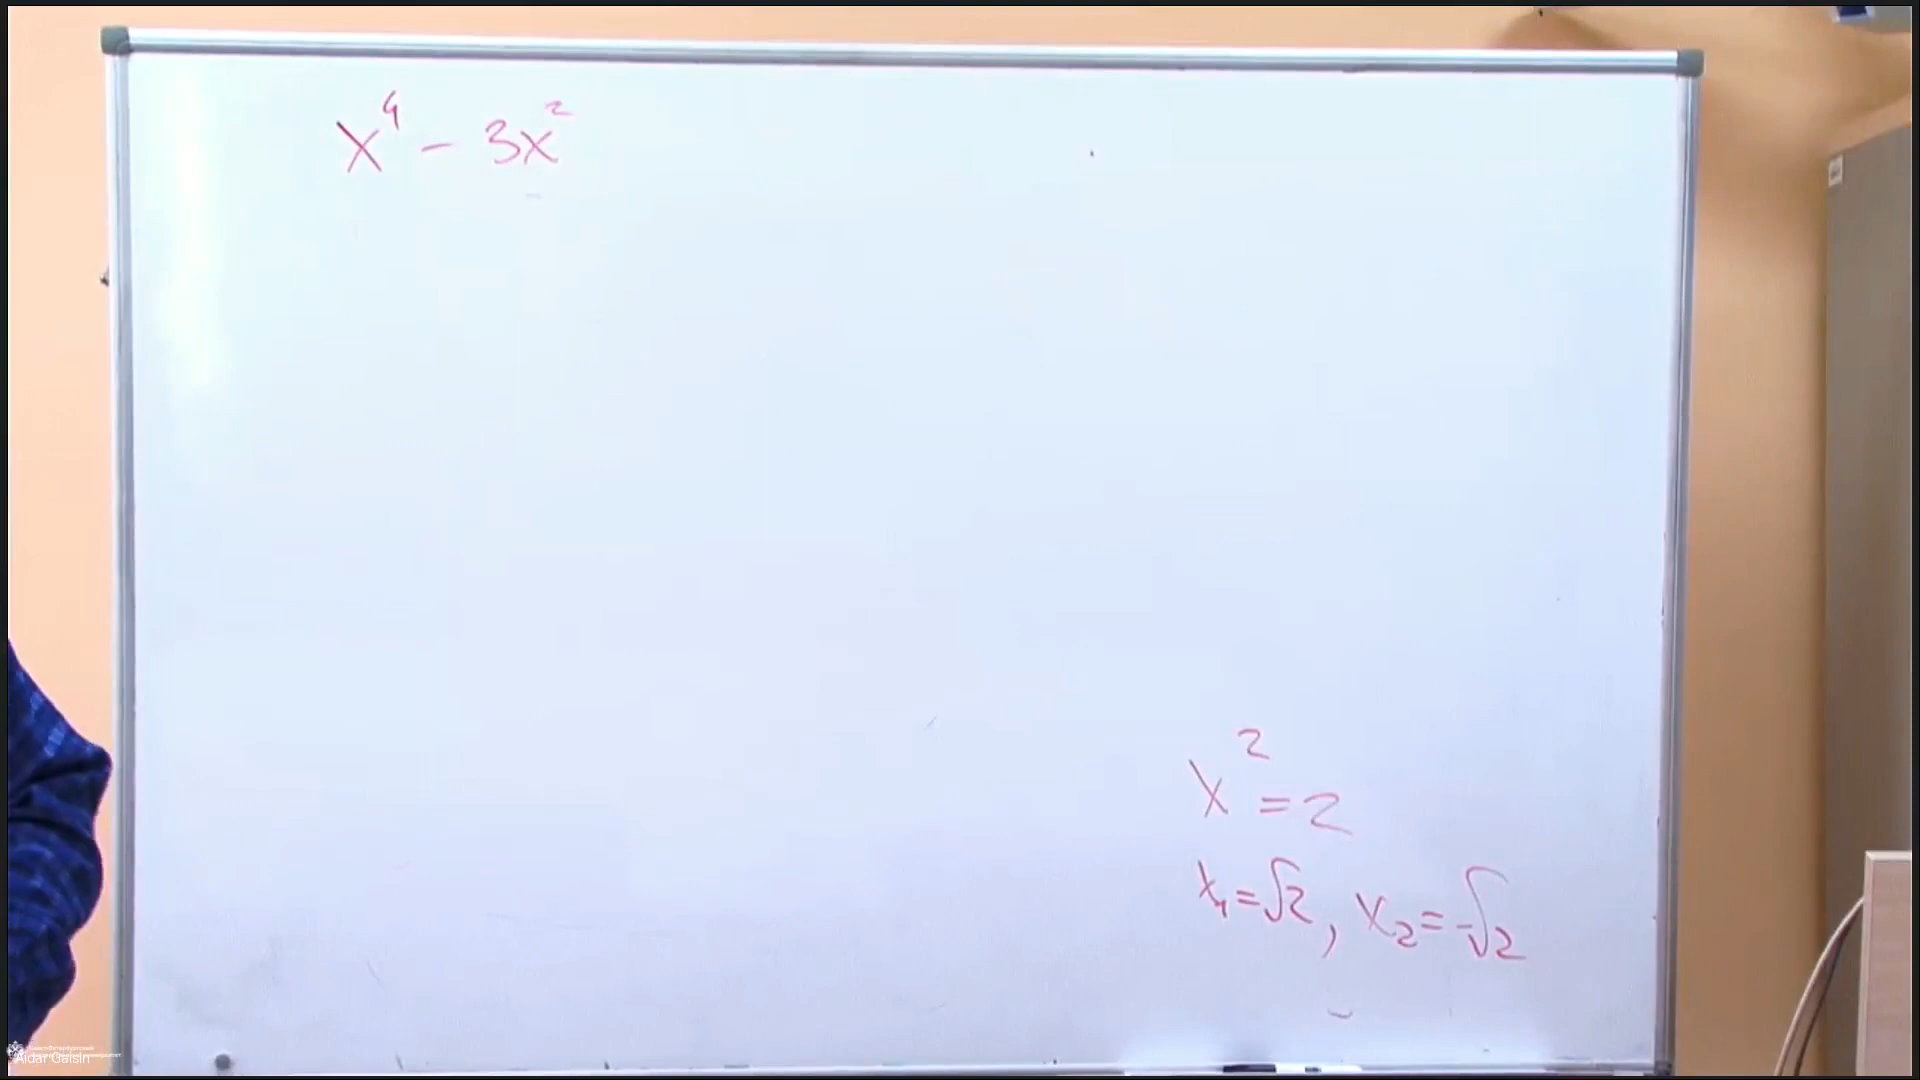 x⁴ - 3x²
x² = 2
x₁ = √2, x₂ = -√2
Aidar Gaisin